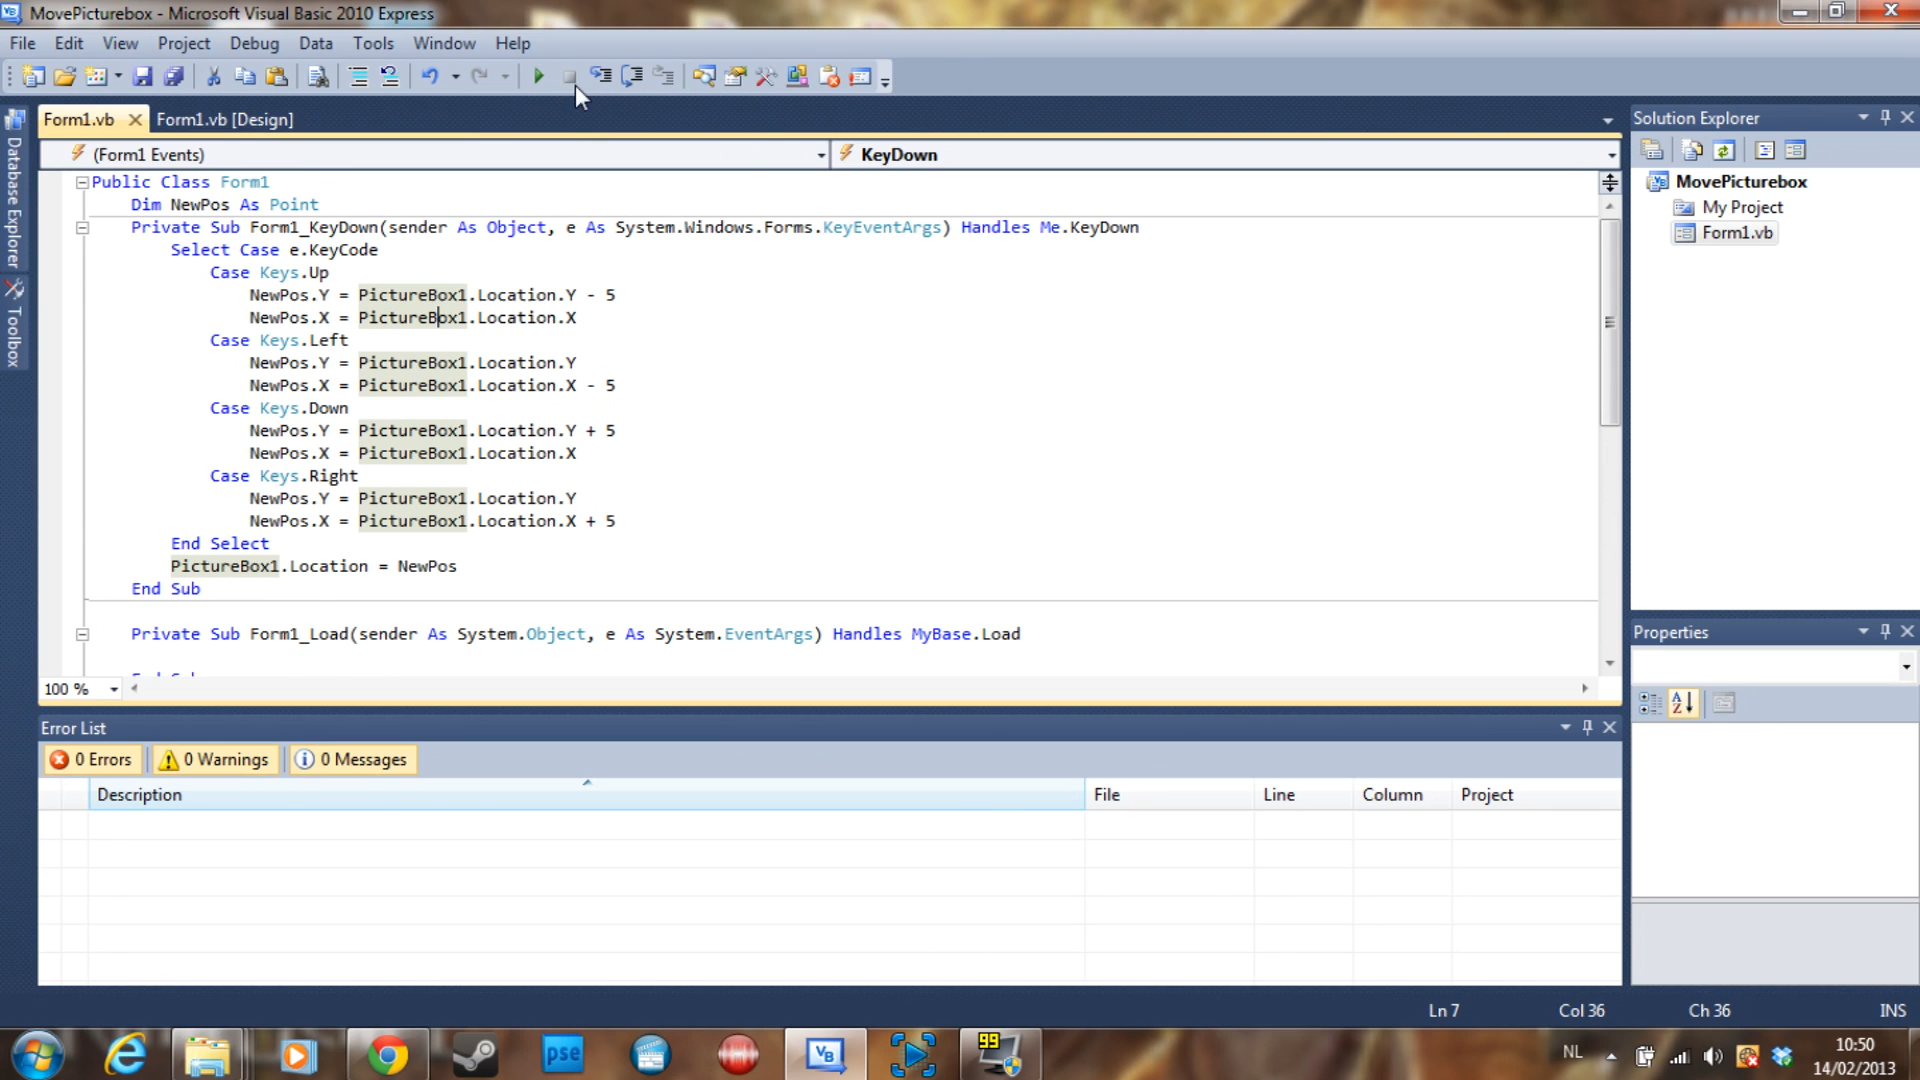 MovePicturebox - Microsoft Visual Basic 2010 Express
File Edit View Project Debug Data Tools Window Help
Form1.vb Form1.vb [Design]
(Form1 Events) KeyDown
Public Class Form1
Dim NewPos As Point
Private Sub Form1_KeyDown(sender As Object, e As System.Windows.Forms.KeyEventArgs) Handles Me.KeyDown
Select Case e.KeyCode
Case Keys.Up
NewPos.Y = PictureBox1.Location.Y - 5
NewPos.X = PictureBox1.Location.X
Case Keys.Left
NewPos.Y = PictureBox1.Location.Y
NewPos.X = PictureBox1.Location.X - 5
Case Keys.Down
NewPos.Y = PictureBox1.Location.Y + 5
NewPos.X = PictureBox1.Location.X
Case Keys.Right
NewPos.Y = PictureBox1.Location.Y
NewPos.X = PictureBox1.Location.X + 5
End Select
PictureBox1.Location = NewPos
End Sub
Private Sub Form1_Load(sender As System.Object, e As System.EventArgs) Handles MyBase.Load
100 %
Database Explorer
Toolbox
Solution Explorer
MovePicturebox
My Project
Form1.vb
Properties
Error List
0 Errors 0 Warnings 0 Messages
Description File Line Column Project
Ln 7 Col 36 Ch 36 INS
pse
VB
99
NL
10:50
14/02/2013